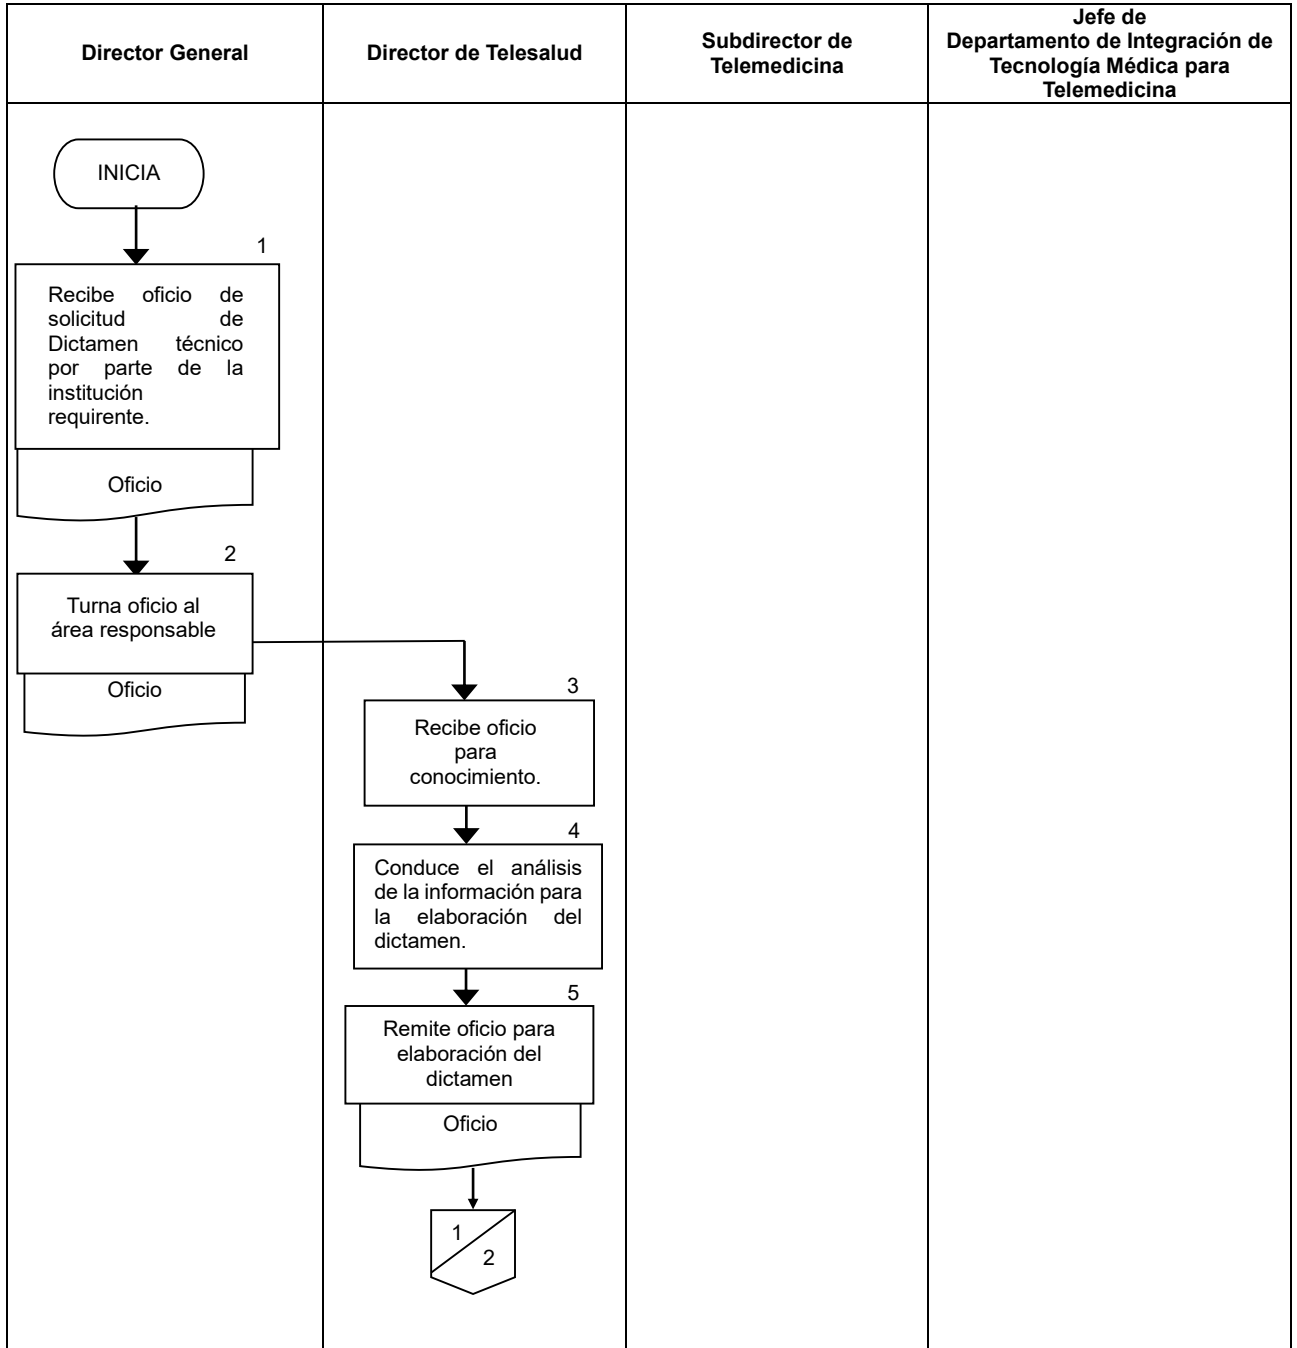 Director General
Director de Telesalud
Subdirector de
Telemedicina
Jefe de
Departamento de Integración de
Tecnología Médica para
Telemedicina
INICIA
1
Recibe oficio de
solicitud de
Dictamen técnico
por parte de la
institución
requirente.
Oficio
2
Turna oficio al
área responsable
Oficio
3
Recibe oficio
para
conocimiento.
4
Conduce el análisis
de la información para
la elaboración del
dictamen.
5
Remite oficio para
elaboración del
dictamen
Oficio
1
2